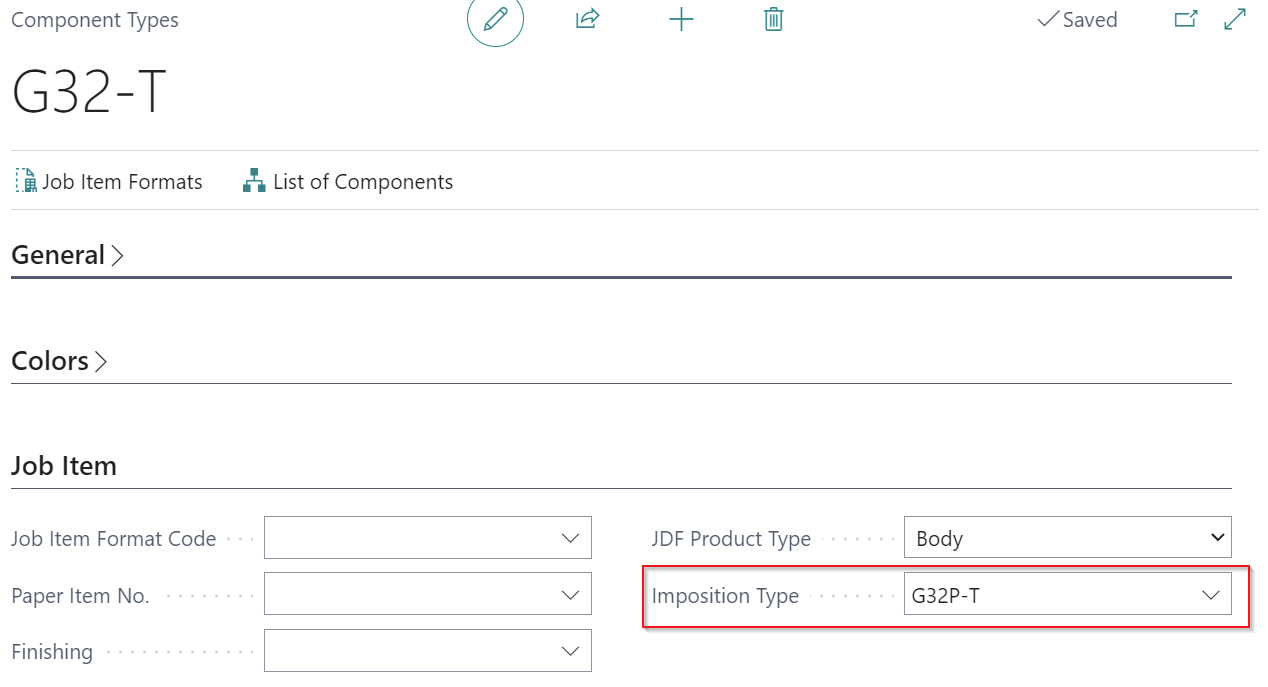 Component Types
Saved
G32-T
Job Item Formats
List of Components
General
Colors
Job Item
Job Item Format Code
JDF Product Type
Body
Paper Item No.
Imposition Type
G32P-T
Finishing